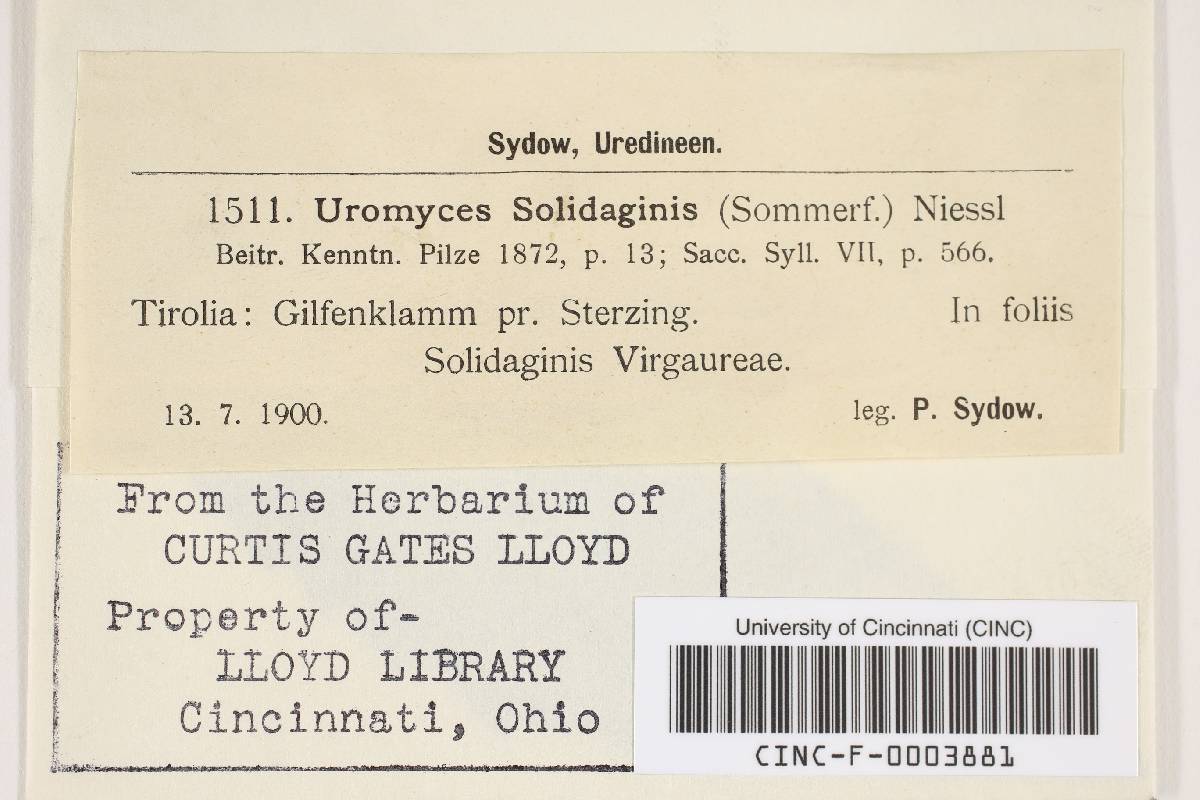 Sydow, Uredineen.
1511. Uromyces Solidaginis (Sommerf.) Niessl
Beitr. Kenntn. Pilze 1872, p. 13; Sacc. Syll. VII, p. 566.
Tirolia: Gilfenklamm pr. Sterzing. In foliis
Solidaginis Virgaureae.
13. 7. 1900. leg. P. Sydow.
From the Herbarium of
CURTIS GATES LLOYD
Property of-
LLOYD LIBRARY
Cincinnati, Ohio
University of Cincinnati (CINC)
CINC-F-0003881